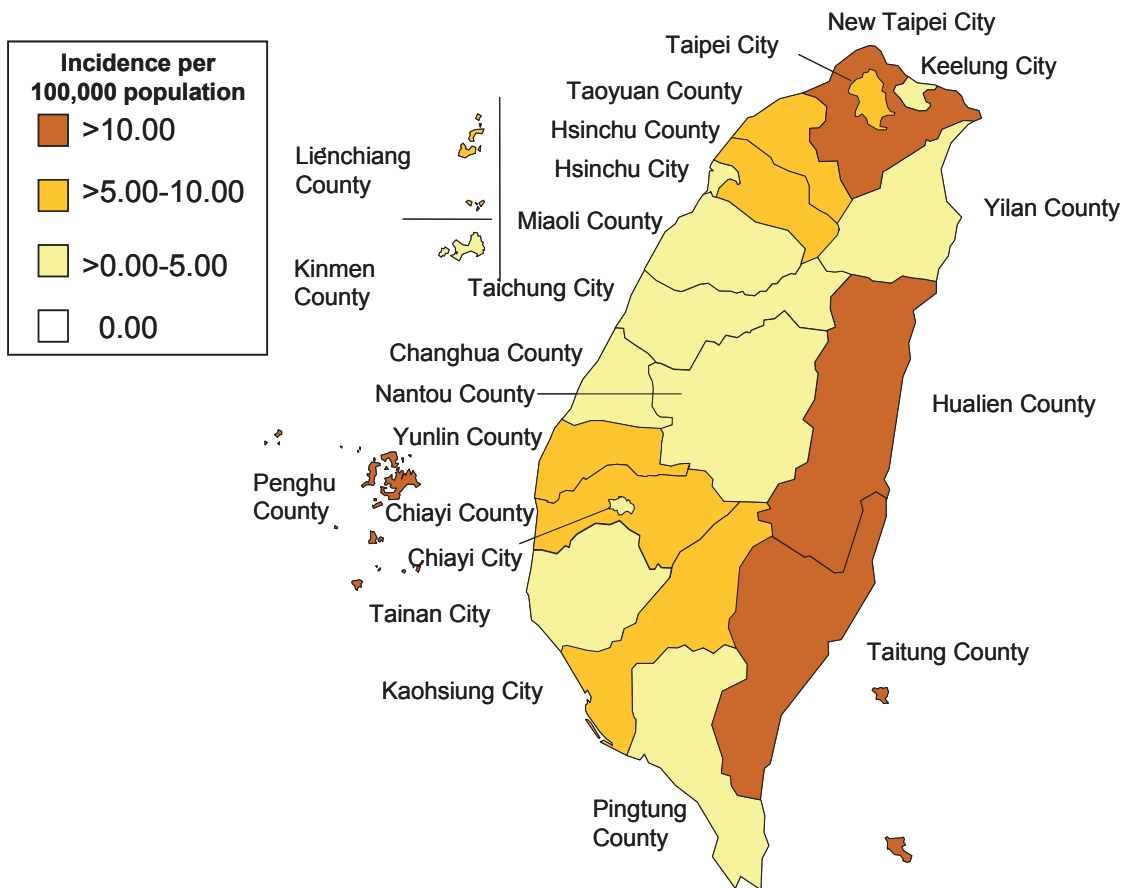 Incidence per
100,000 population
>10.00
>5.00-10.00
>0.00-5.00
0.00
New Taipei City
Taipei City
Keelung City
Taoyuan County
Hsinchu County
Hsinchu City
Lienchiang
County
Miaoli County
Yilan County
Kinmen
County
Taichung City
Changhua County
Nantou County
Hualien County
Yunlin County
Penghu
County
Chiayi County
Chiayi City
Tainan City
Taitung County
Kaohsiung City
Pingtung
County